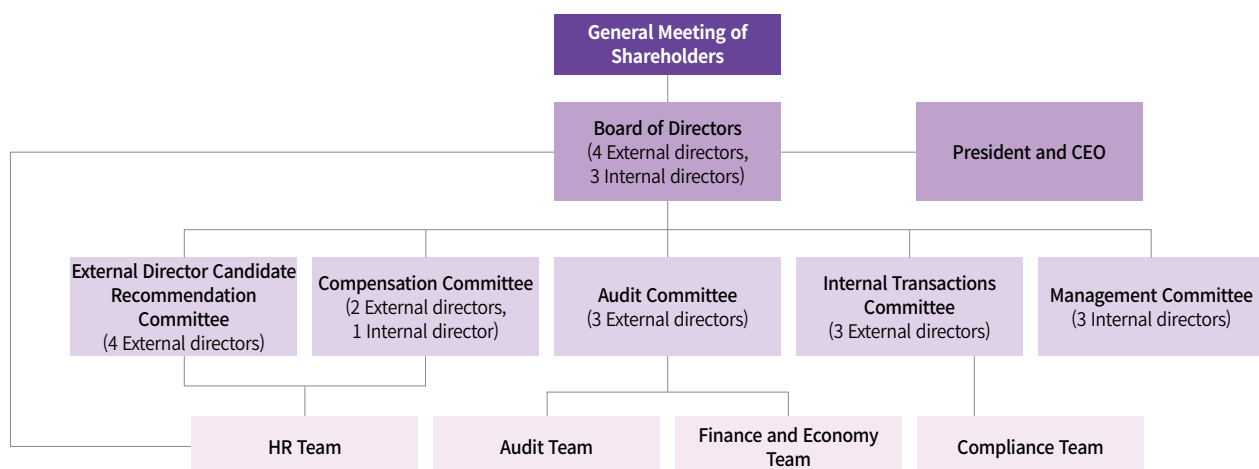 General Meeting of
Shareholders
Board of Directors
(4 External directors,
3 Internal directors)
President and CEO
External Director Candidate
Recommendation
Committee
(4 External directors)
Compensation Committee
(2 External directors,
1 Internal director)
Audit Committee
(3 External directors)
Internal Transactions
Committee
(3 External directors)
Management Committee
(3 Internal directors)
HR Team
Audit Team
Finance and Economy
Team
Compliance Team